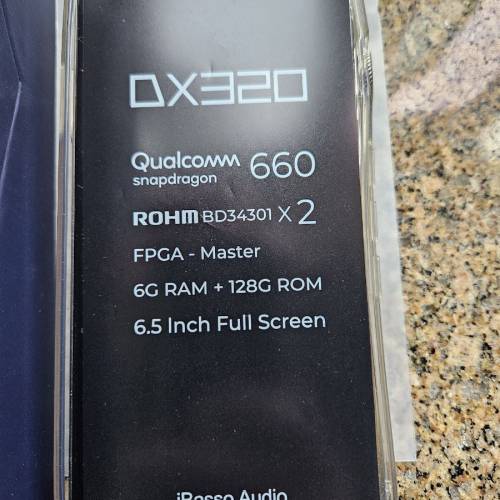 DX320
Qualcomm snapdragon 660
ROHM BD34301 X 2
FPGA - Master
6G RAM + 128G ROM
6.5 Inch Full Screen
iBasso Audio